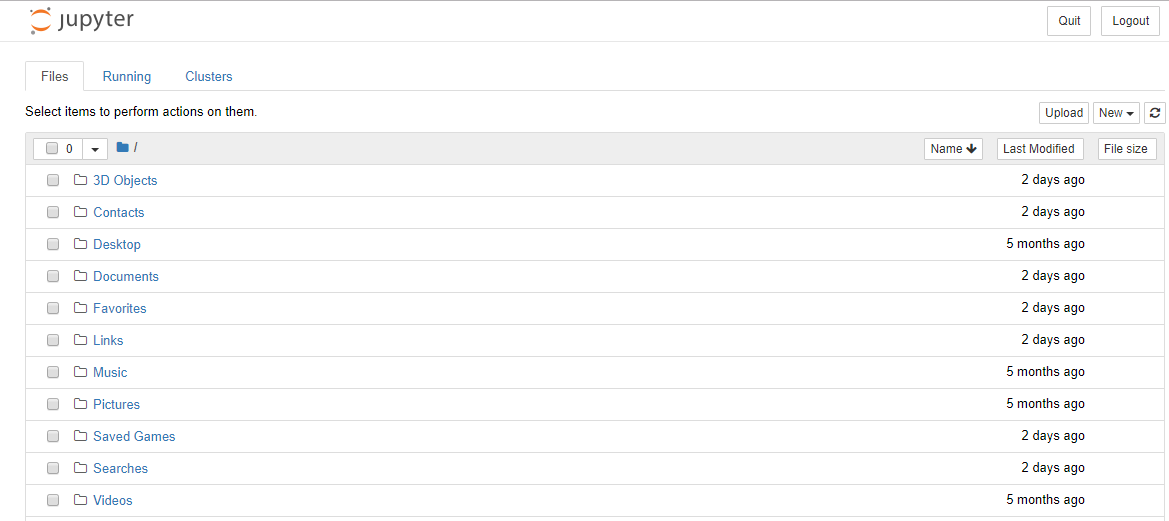 jupyter Quit Logout
Files Running Clusters
Select items to perform actions on them. Upload New
0 / Name Last Modified File size
3D Objects 2 days ago
Contacts 2 days ago
Desktop 5 months ago
Documents 2 days ago
Favorites 2 days ago
Links 2 days ago
Music 5 months ago
Pictures 5 months ago
Saved Games 2 days ago
Searches 2 days ago
Videos 5 months ago